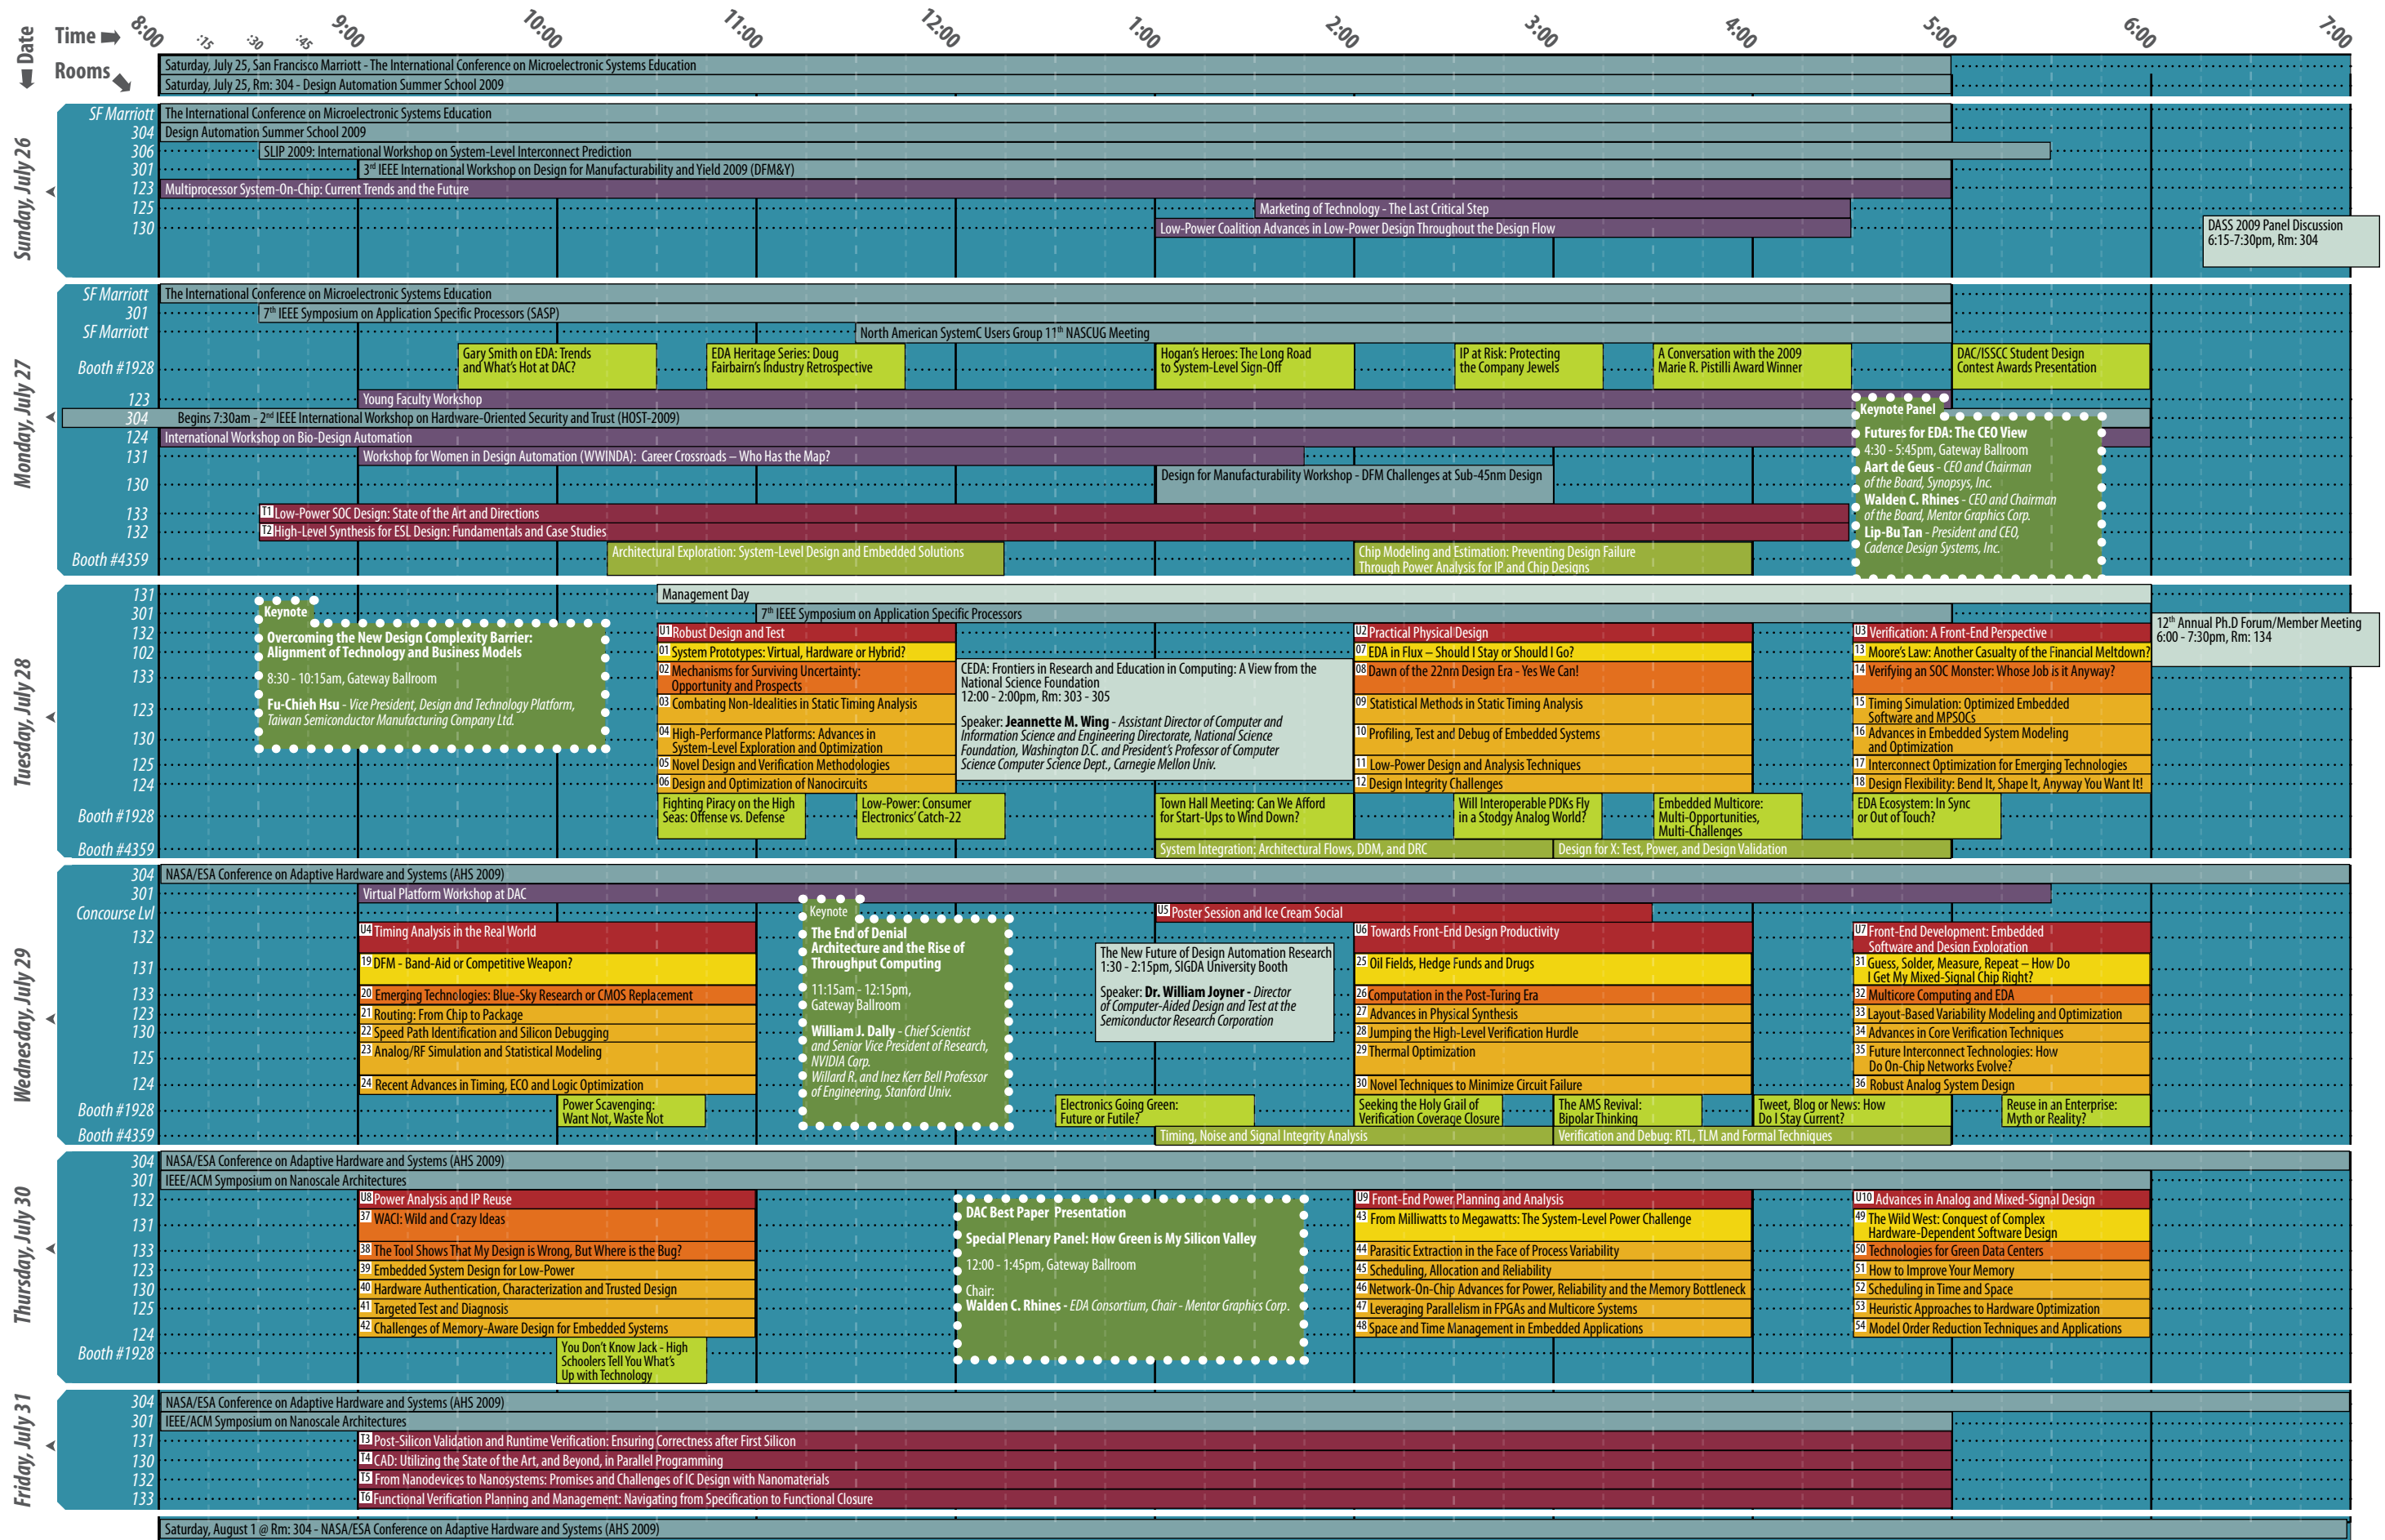 Date
Time
8:00
:15
:30
:45
9:00
10:00
11:00
12:00
1:00
2:00
3:00
4:00
5:00
6:00
7:00
Rooms
Saturday, July 25, San Francisco Marriott - The International Conference on Microelectronic Systems Education
Saturday, July 25, Rm: 304 - Design Automation Summer School 2009
Sunday, July 26
SF Marriott
The International Conference on Microelectronic Systems Education
304
Design Automation Summer School 2009
306
SLIP 2009: International Workshop on System-Level Interconnect Prediction
301
3rd IEEE International Workshop on Design for Manufacturability and Yield 2009 (DFM&Y)
123
Multiprocessor System-On-Chip: Current Trends and the Future
125
Marketing of Technology - The Last Critical Step
130
Low-Power Coalition Advances in Low-Power Design Throughout the Design Flow
DASS 2009 Panel Discussion
6:15-7:30pm, Rm: 304
Monday, July 27
SF Marriott
The International Conference on Microelectronic Systems Education
301
7th IEEE Symposium on Application Specific Processors (SASP)
SF Marriott
North American SystemC Users Group 11th NASCUG Meeting
Booth #1928
Gary Smith on EDA: Trends
and What's Hot at DAC?
EDA Heritage Series: Doug
Fairbairn's Industry Retrospective
Hogan's Heroes: The Long Road
to System-Level Sign-Off
IP at Risk: Protecting
the Company Jewels
A Conversation with the 2009
Marie R. Pistilli Award Winner
DAC/ISSCC Student Design
Contest Awards Presentation
123
Young Faculty Workshop
304
Begins 7:30am - 2nd IEEE International Workshop on Hardware-Oriented Security and Trust (HOST-2009)
124
International Workshop on Bio-Design Automation
131
Workshop for Women in Design Automation (WWINDA): Career Crossroads – Who Has the Map?
130
Design for Manufacturability Workshop - DFM Challenges at Sub-45nm Design
133
T1 Low-Power SOC Design: State of the Art and Directions
132
T2 High-Level Synthesis for ESL Design: Fundamentals and Case Studies
Booth #4359
Architectural Exploration: System-Level Design and Embedded Solutions
Chip Modeling and Estimation: Preventing Design Failure
Through Power Analysis for IP and Chip Designs
Keynote Panel
Futures for EDA: The CEO View
4:30 - 5:45pm, Gateway Ballroom
Aart de Geus - CEO and Chairman
of the Board, Synopsys, Inc.
Walden C. Rhines - CEO and Chairman
of the Board, Mentor Graphics Corp.
Lip-Bu Tan - President and CEO,
Cadence Design Systems, Inc.
Tuesday, July 28
131
Management Day
301
7th IEEE Symposium on Application Specific Processors
Keynote
Overcoming the New Design Complexity Barrier:
Alignment of Technology and Business Models
8:30 - 10:15am, Gateway Ballroom
Fu-Chieh Hsu - Vice President, Design and Technology Platform,
Taiwan Semiconductor Manufacturing Company Ltd.
12th Annual Ph.D Forum/Member Meeting
6:00 - 7:30pm, Rm: 134
132
U1 Robust Design and Test
U2 Practical Physical Design
U3 Verification: A Front-End Perspective
102
01 System Prototypes: Virtual, Hardware or Hybrid?
07 EDA in Flux – Should I Stay or Should I Go?
13 Moore's Law: Another Casualty of the Financial Meltdown?
133
02 Mechanisms for Surviving Uncertainty:
Opportunity and Prospects
08 Dawn of the 22nm Design Era - Yes We Can!
14 Verifying an SOC Monster: Whose Job is it Anyway?
123
03 Combating Non-Idealities in Static Timing Analysis
09 Statistical Methods in Static Timing Analysis
15 Timing Simulation: Optimized Embedded
Software and MPSOCs
130
04 High-Performance Platforms: Advances in
System-Level Exploration and Optimization
10 Profiling, Test and Debug of Embedded Systems
16 Advances in Embedded System Modeling
and Optimization
125
05 Novel Design and Verification Methodologies
11 Low-Power Design and Analysis Techniques
17 Interconnect Optimization for Emerging Technologies
124
06 Design and Optimization of Nanocircuits
12 Design Integrity Challenges
18 Design Flexibility: Bend It, Shape It, Anyway You Want It!
CEDA: Frontiers in Research and Education in Computing: A View from the
National Science Foundation
12:00 - 2:00pm, Rm: 303 - 305
Speaker: Jeannette M. Wing - Assistant Director of Computer and
Information Science and Engineering Directorate, National Science
Foundation, Washington D.C. and President's Professor of Computer
Science Computer Science Dept., Carnegie Mellon Univ.
Booth #1928
Fighting Piracy on the High
Seas: Offense vs. Defense
Low-Power: Consumer
Electronics' Catch-22
Town Hall Meeting: Can We Afford
for Start-Ups to Wind Down?
Will Interoperable PDKs Fly
in a Stodgy Analog World?
Embedded Multicore:
Multi-Opportunities,
Multi-Challenges
EDA Ecosystem: In Sync
or Out of Touch?
Booth #4359
System Integration: Architectural Flows, DDM, and DRC
Design for X: Test, Power, and Design Validation
Wednesday, July 29
304
NASA/ESA Conference on Adaptive Hardware and Systems (AHS 2009)
301
Virtual Platform Workshop at DAC
Concourse Lvl
U5 Poster Session and Ice Cream Social
Keynote
The End of Denial
Architecture and the Rise of
Throughput Computing
11:15am - 12:15pm,
Gateway Ballroom
William J. Dally - Chief Scientist
and Senior Vice President of Research,
NVIDIA Corp.
Willard R. and Inez Kerr Bell Professor
of Engineering, Stanford Univ.
The New Future of Design Automation Research
1:30 - 2:15pm, SIGDA University Booth
Speaker: Dr. William Joyner - Director
of Computer-Aided Design and Test at the
Semiconductor Research Corporation
132
U4 Timing Analysis in the Real World
U6 Towards Front-End Design Productivity
U7 Front-End Development: Embedded
Software and Design Exploration
131
19 DFM - Band-Aid or Competitive Weapon?
25 Oil Fields, Hedge Funds and Drugs
31 Guess, Solder, Measure, Repeat – How Do
I Get My Mixed-Signal Chip Right?
133
20 Emerging Technologies: Blue-Sky Research or CMOS Replacement
26 Computation in the Post-Turing Era
32 Multicore Computing and EDA
123
21 Routing: From Chip to Package
27 Advances in Physical Synthesis
33 Layout-Based Variability Modeling and Optimization
130
22 Speed Path Identification and Silicon Debugging
28 Jumping the High-Level Verification Hurdle
34 Advances in Core Verification Techniques
125
23 Analog/RF Simulation and Statistical Modeling
29 Thermal Optimization
35 Future Interconnect Technologies: How
Do On-Chip Networks Evolve?
124
24 Recent Advances in Timing, ECO and Logic Optimization
30 Novel Techniques to Minimize Circuit Failure
36 Robust Analog System Design
Booth #1928
Power Scavenging:
Want Not, Waste Not
Electronics Going Green:
Future or Futile?
Seeking the Holy Grail of
Verification Coverage Closure
The AMS Revival:
Bipolar Thinking
Tweet, Blog or News: How
Do I Stay Current?
Reuse in an Enterprise:
Myth or Reality?
Booth #4359
Timing, Noise and Signal Integrity Analysis
Verification and Debug: RTL, TLM and Formal Techniques
Thursday, July 30
304
NASA/ESA Conference on Adaptive Hardware and Systems (AHS 2009)
301
IEEE/ACM Symposium on Nanoscale Architectures
132
U8 Power Analysis and IP Reuse
U9 Front-End Power Planning and Analysis
U10 Advances in Analog and Mixed-Signal Design
131
37 WACI: Wild and Crazy Ideas
43 From Milliwatts to Megawatts: The System-Level Power Challenge
49 The Wild West: Conquest of Complex
Hardware-Dependent Software Design
133
38 The Tool Shows That My Design is Wrong, But Where is the Bug?
44 Parasitic Extraction in the Face of Process Variability
50 Technologies for Green Data Centers
123
39 Embedded System Design for Low-Power
45 Scheduling, Allocation and Reliability
51 How to Improve Your Memory
130
40 Hardware Authentication, Characterization and Trusted Design
46 Network-On-Chip Advances for Power, Reliability and the Memory Bottleneck
52 Scheduling in Time and Space
125
41 Targeted Test and Diagnosis
47 Leveraging Parallelism in FPGAs and Multicore Systems
53 Heuristic Approaches to Hardware Optimization
124
42 Challenges of Memory-Aware Design for Embedded Systems
48 Space and Time Management in Embedded Applications
54 Model Order Reduction Techniques and Applications
DAC Best Paper Presentation
Special Plenary Panel: How Green is My Silicon Valley
12:00 - 1:45pm, Gateway Ballroom
Chair:
Walden C. Rhines - EDA Consortium, Chair - Mentor Graphics Corp.
Booth #1928
You Don't Know Jack - High
Schoolers Tell You What's
Up with Technology
Friday, July 31
304
NASA/ESA Conference on Adaptive Hardware and Systems (AHS 2009)
301
IEEE/ACM Symposium on Nanoscale Architectures
131
T3 Post-Silicon Validation and Runtime Verification: Ensuring Correctness after First Silicon
130
T4 CAD: Utilizing the State of the Art, and Beyond, in Parallel Programming
132
T5 From Nanodevices to Nanosystems: Promises and Challenges of IC Design with Nanomaterials
133
T6 Functional Verification Planning and Management: Navigating from Specification to Functional Closure
Saturday, August 1 @ Rm: 304 - NASA/ESA Conference on Adaptive Hardware and Systems (AHS 2009)